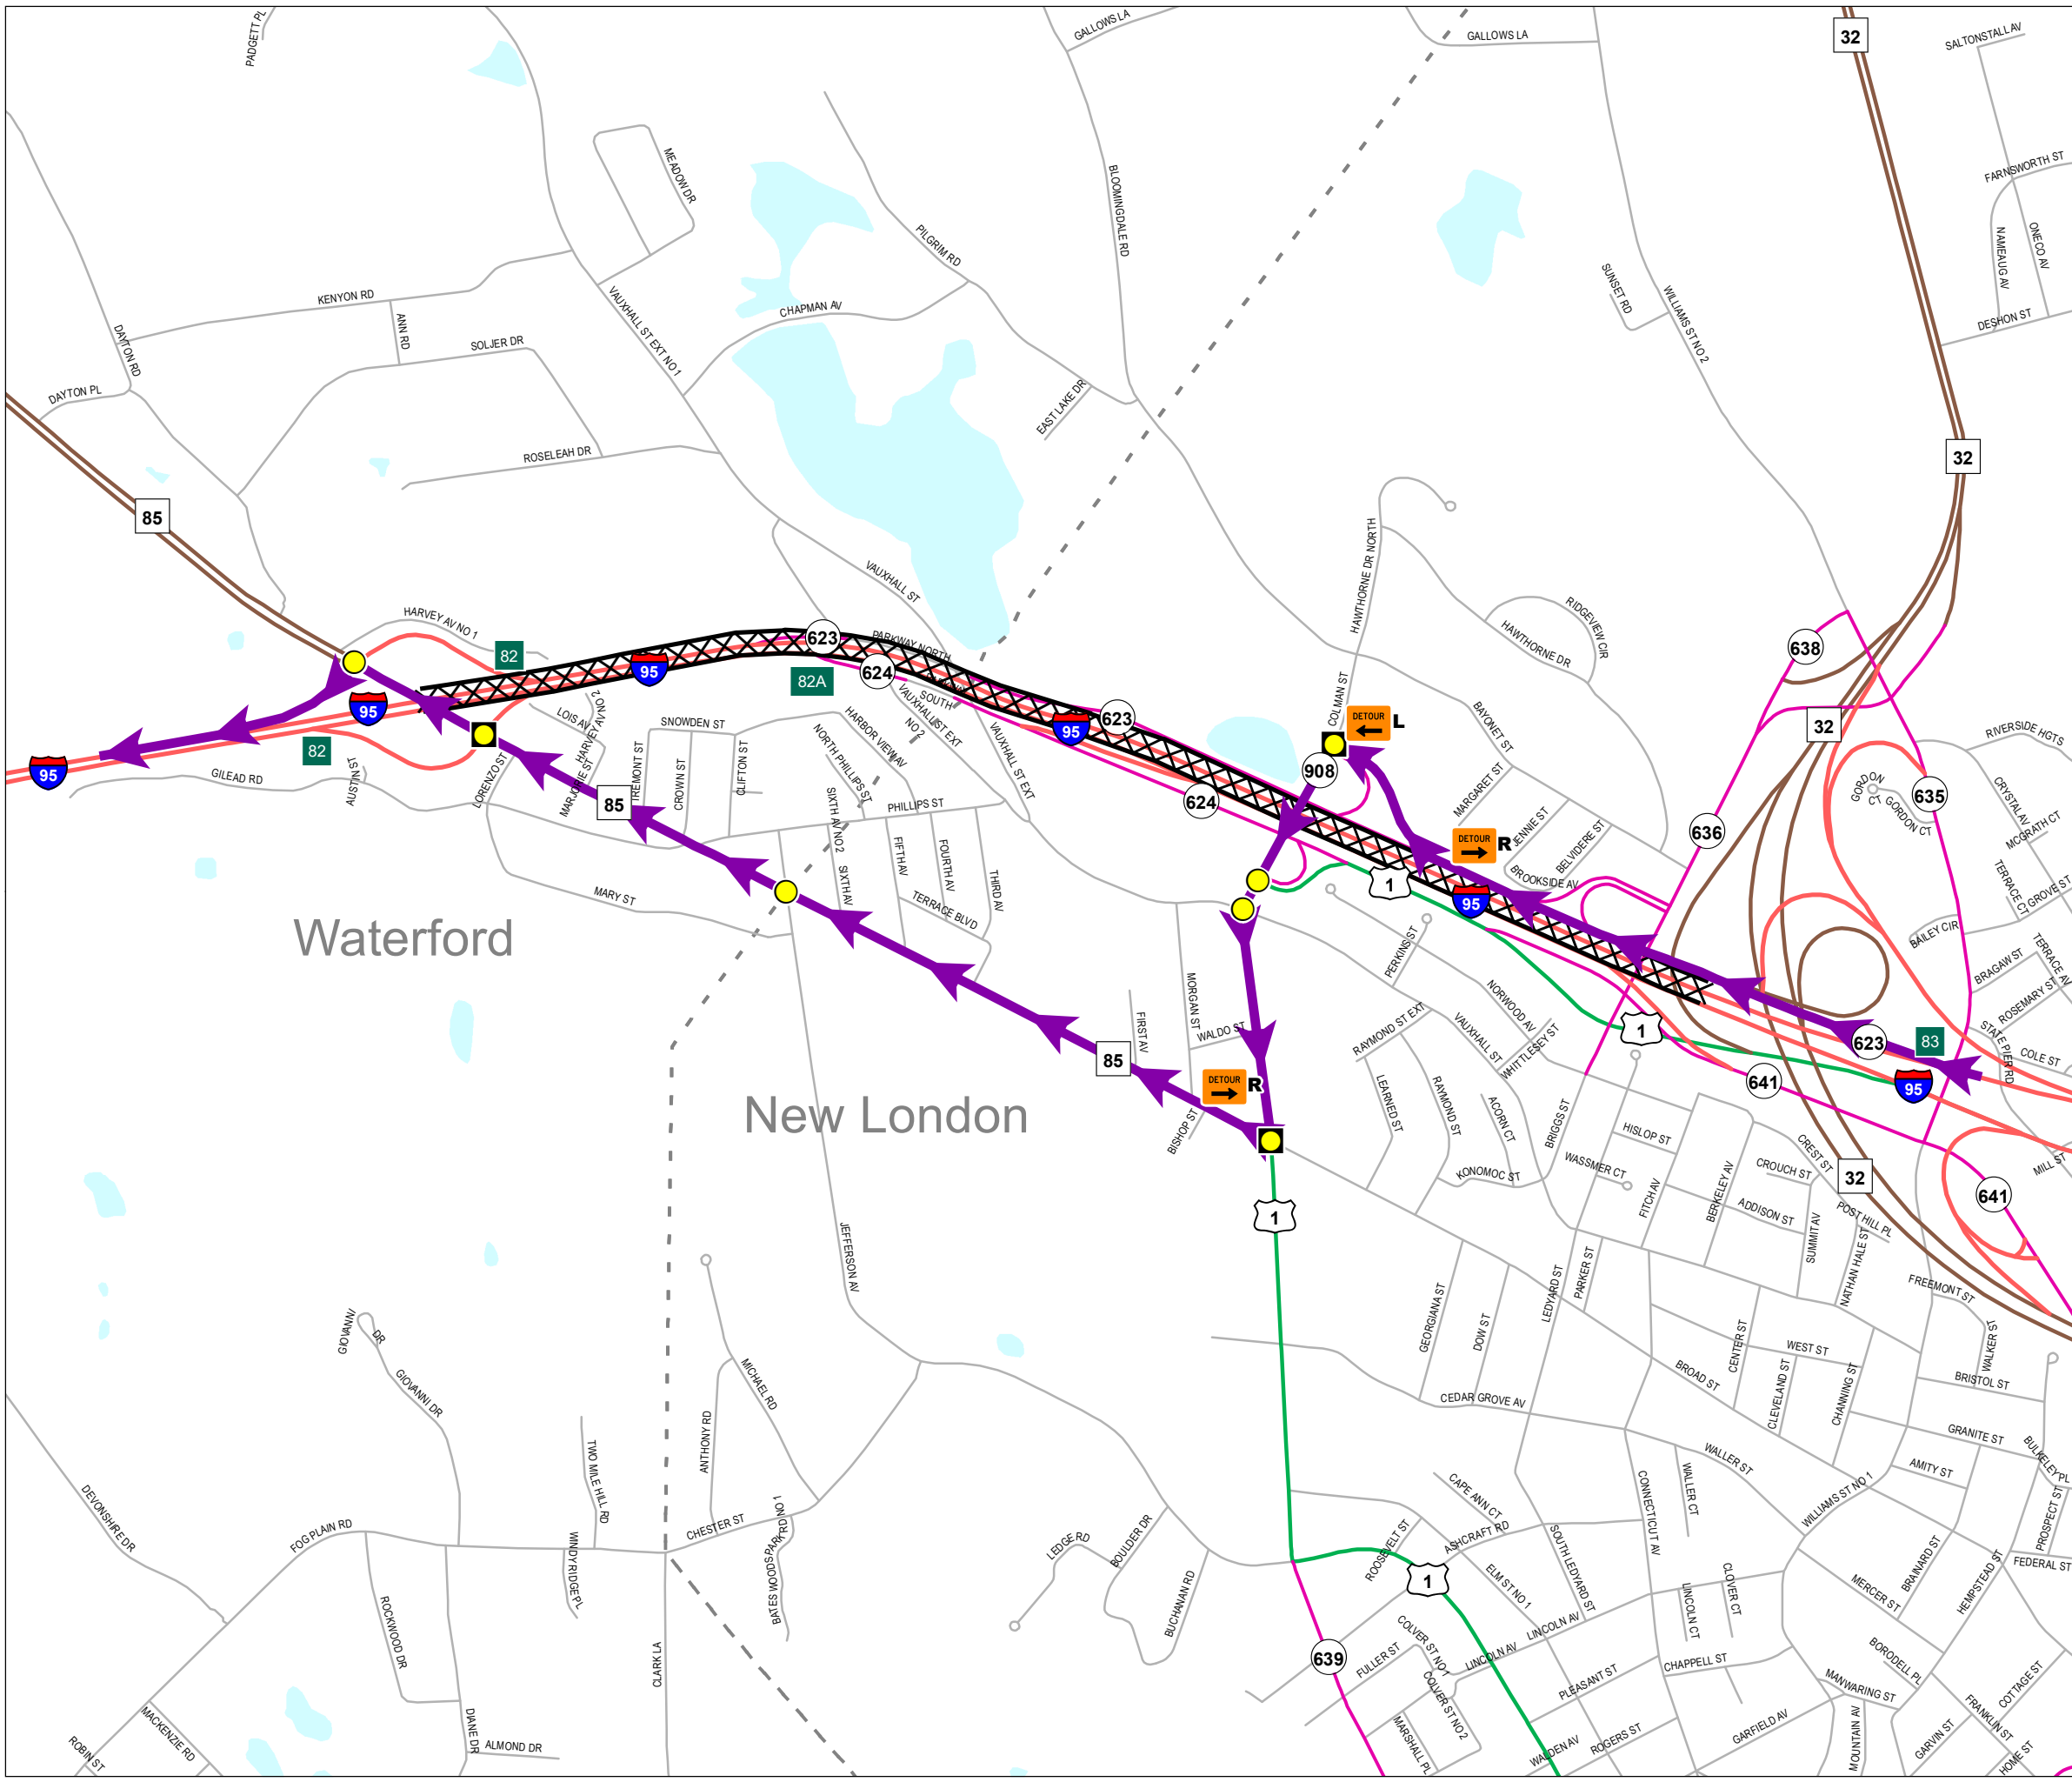 PADGETT PL
GALLOWS LA
GALLOWS LA
32
SALTONSTALL AV
FARNSWORTH ST
NAMEAUG AV
ONECO AV
DESHON ST
MEADOW DR
BLOOMINGDALE RD
PILGRIM RD
CHAPMAN AV
SUNSET RD
WILLIAMS ST NO 2
KENYON RD
ANN RD
DAYTON RD
DAYTON PL
SOLJER DR
VAUXHALL ST EXT NO 1
EAST LAKE DR
ROSELEAH DR
32
85
HAWTHORNE DR NORTH
VAUXHALL ST
RIDGEVIEW CIR
HAWTHORNE DR
HARVEY AV NO 1
82
623
PARKWAY NORTH
638
95
82A
624
SOUTH
VAUXHALL ST EXT
NO 2
95
LOIS AV
HARVEY AV NO 2
SNOWDEN ST
HARBOR VIEW AV
NORTH PHILLIPS ST
VAUXHALL ST EXT
623
95
COLMAN ST
DETOUR
L
BAYONET ST
32
RIVERSIDE HGTS
82
95
GILEAD RD
AUSTIN ST
LORENZO ST
MARJORIE ST
TREMONT ST
CROWN ST
CLIFTON ST
85
908
624
MARGARET ST
GORDON CT
GORDON CT
635
CRYSTAL AV
MCGRATH CT
PHILLIPS ST
SIXTH AV NO 2
SIXTH AV
FIFTH AV
FOURTH AV
THIRD AV
TERRACE BLVD
DETOUR
R
JENNIE ST
BELVIDERE ST
BROOKSIDE AV
636
MARY ST
1
95
TERRACE CT
GROVE ST
BAILEY CIR
Waterford
PERKINS ST
MORGAN ST
NORWOOD AV
BRAGAW ST
TERRACE AV
ROSEMARY ST
FIRST AV
WALDO ST
RAYMOND ST EXT
VAUXHALL ST
WHITTLESEY ST
1
623
83
STATE PIER RD
COLE ST
85
DETOUR
R
BISHOP ST
LEARNED ST
RAYMOND ST
ACORN CT
BRIGGS ST
641
95
New London
HISLOP ST
WASSMER CT
KONOMOC ST
CREST ST
CROUCH ST
32
MILL ST
641
1
FITCH AV
BERKELEY AV
ADDISON ST
SUMMIT AV
POST HILL PL
NATHAN HALE ST
JEFFERSON AV
PARKER ST
LEDYARD ST
FREEMONT ST
GIOVANNI
DR
GIOVANNI DR
MICHAEL RD
GEORGIANA ST
DOW ST
BROAD ST
CENTER ST
WEST ST
WALKER ST
CLEVELAND ST
CHANNING ST
BRISTOL ST
CEDAR GROVE AV
ANTHONY RD
TWO MILE HILL RD
WALLER ST
GRANITE ST
AMITY ST
BULKELEY PL
DEVONSHIRE DR
FOG PLAIN RD
CHESTER ST
WINDY RIDGE PL
BATES WOODS PARK RD NO 1
LEDGE RD
BOULDER DR
BUCHANAN RD
CAPE ANN CT
ASHCRAFT RD
ROOSEVELT ST
CONNECTICUT AV
WALLER CT
WILLIAMS ST NO 1
PROSPECT ST
FEDERAL ST
1
ELM ST NO 1
SOUTH LEDYARD ST
CLOVER CT
LINCOLN CT
MERCER ST
BRAINARD ST
HEMPSTEAD ST
ROCKWOOD DR
CLARK LA
639
FULLER ST
COLVER ST NO 1
COLVER ST NO 2
LINCOLN AV
LINCOLN AV
CHAPPELL ST
PLEASANT ST
BORODELL PL
MANWARING ST
COTTAGE ST
FRANKLIN ST
ROBIN ST
MACKENZIE RD
DIANE DR
ALMOND DR
MARSHALL PL
WALDEN AV
ROGERS ST
GARFIELD AV
MOUNTAIN AV
GARVIN ST
HOME ST